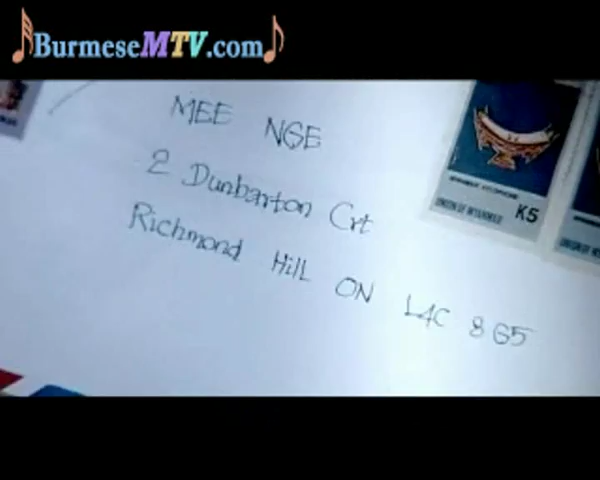 BurmeseMTV.com
MEE NGE
2 Dunbarton Crt
Richmond Hill ON L4C 8G5
K5